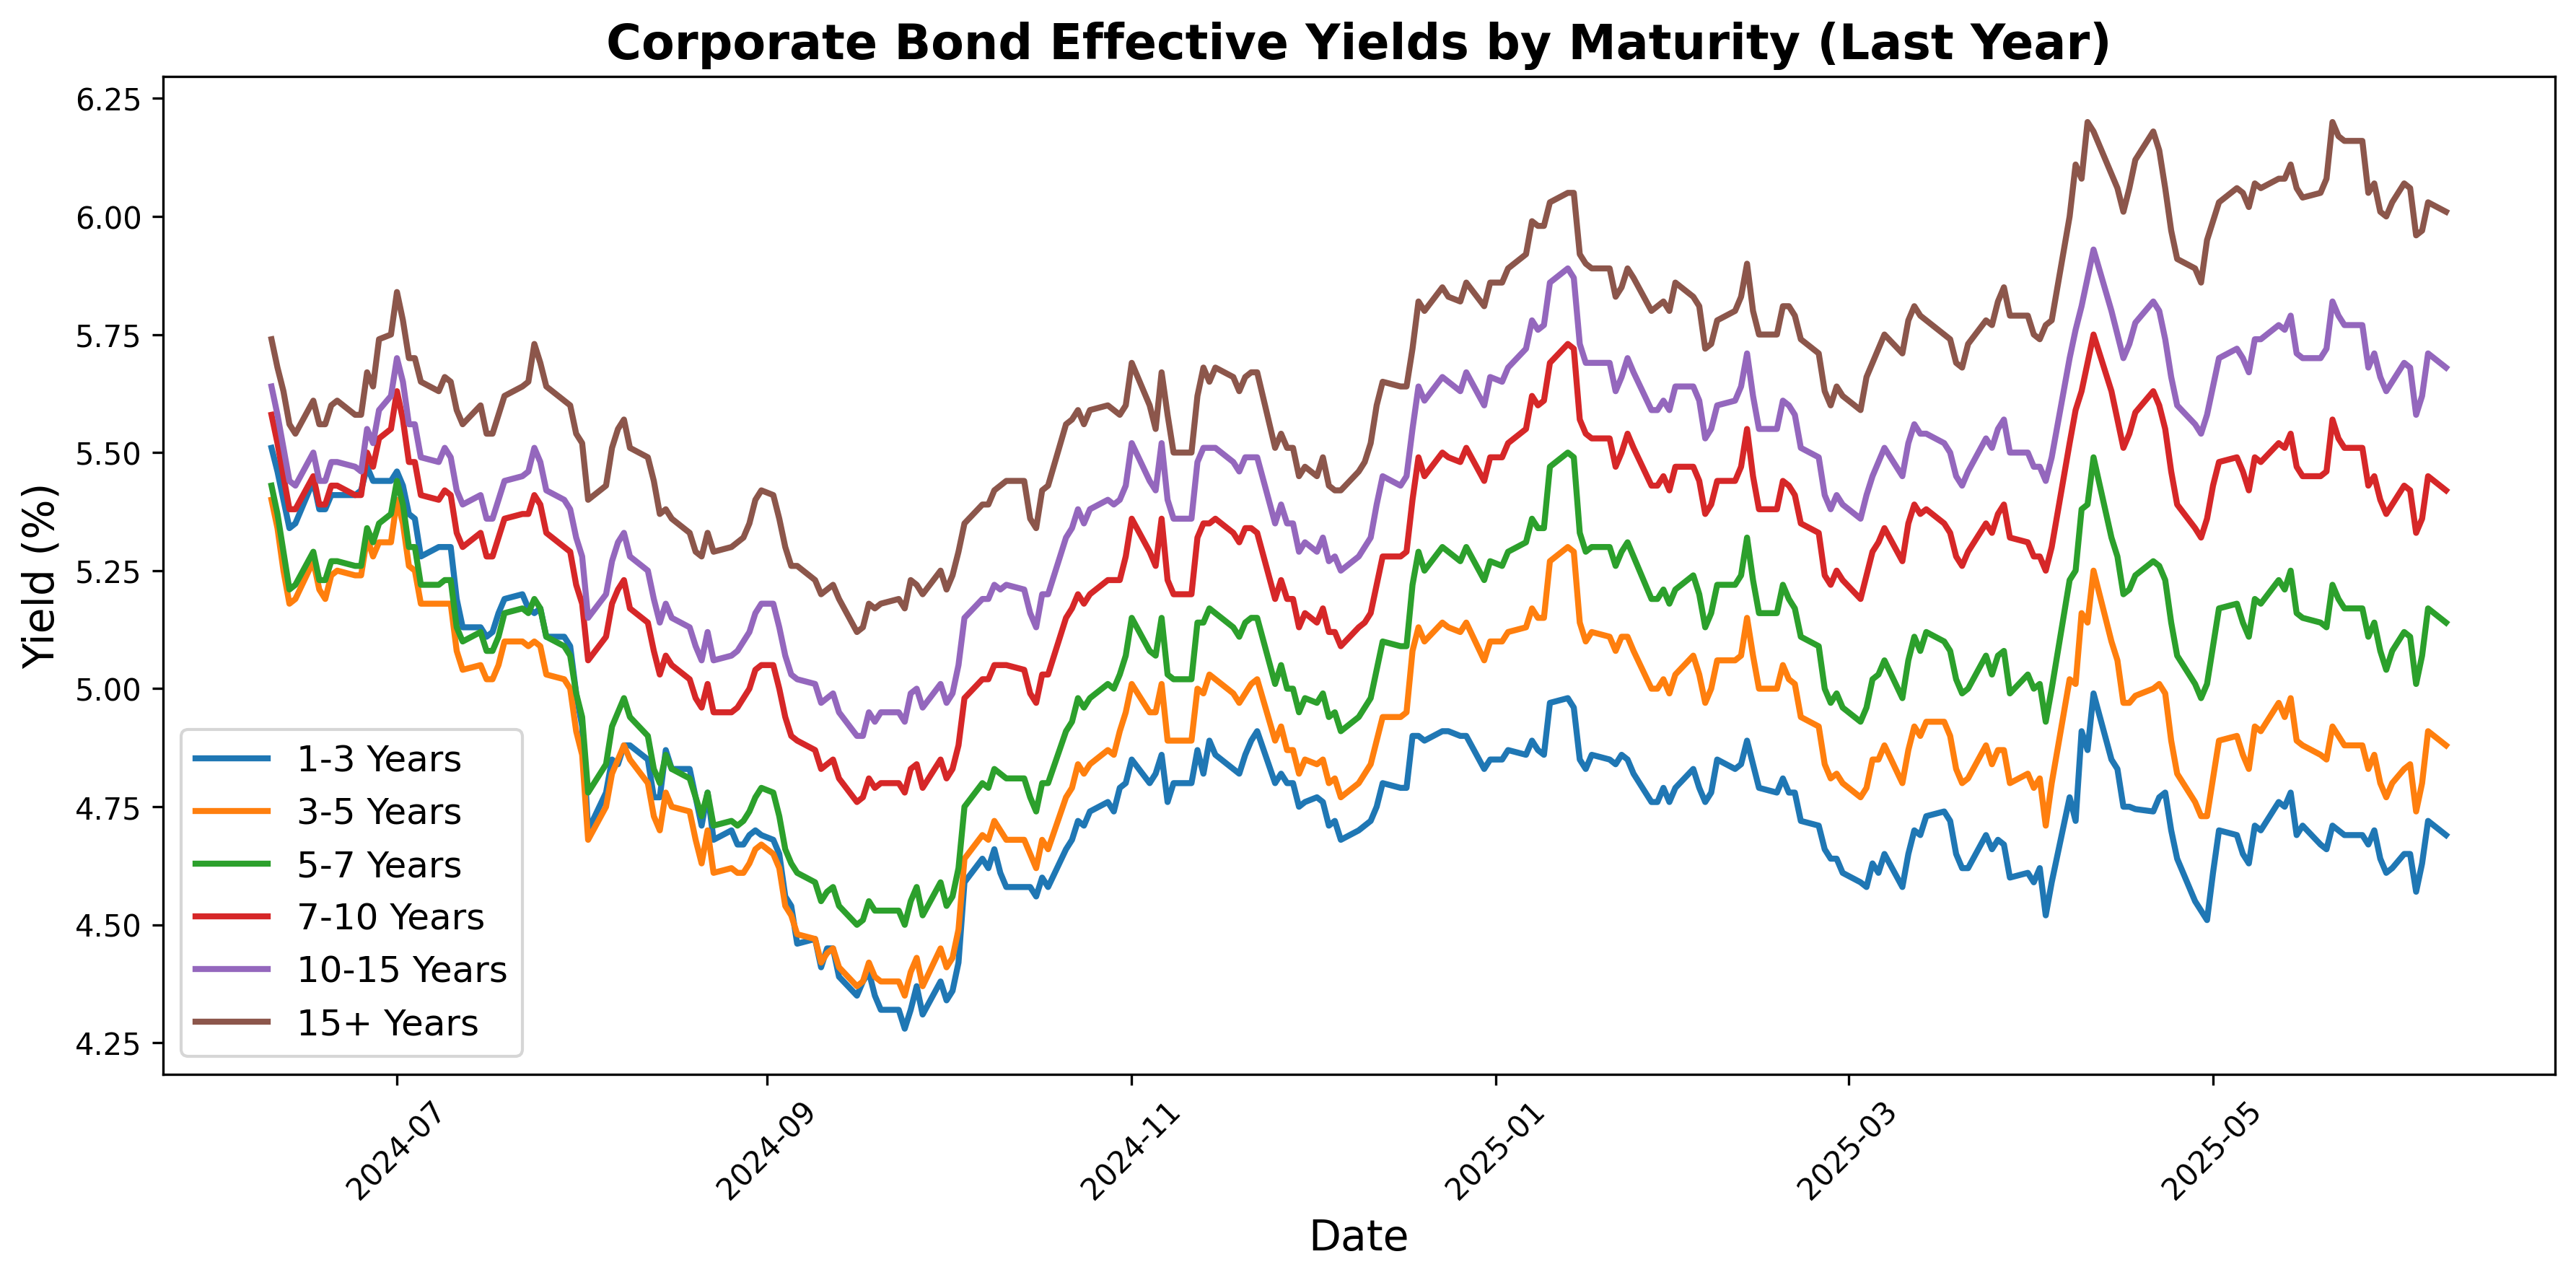 Corporate Bond Effective Yields by Maturity (Last Year)
Yield (%)
6.25
6.00
5.75
5.50
5.25
5.00
4.75
4.50
4.25
1-3 Years
3-5 Years
5-7 Years
7-10 Years
10-15 Years
15+ Years
2024-07
2024-09
2024-11
2025-01
2025-03
2025-05
Date